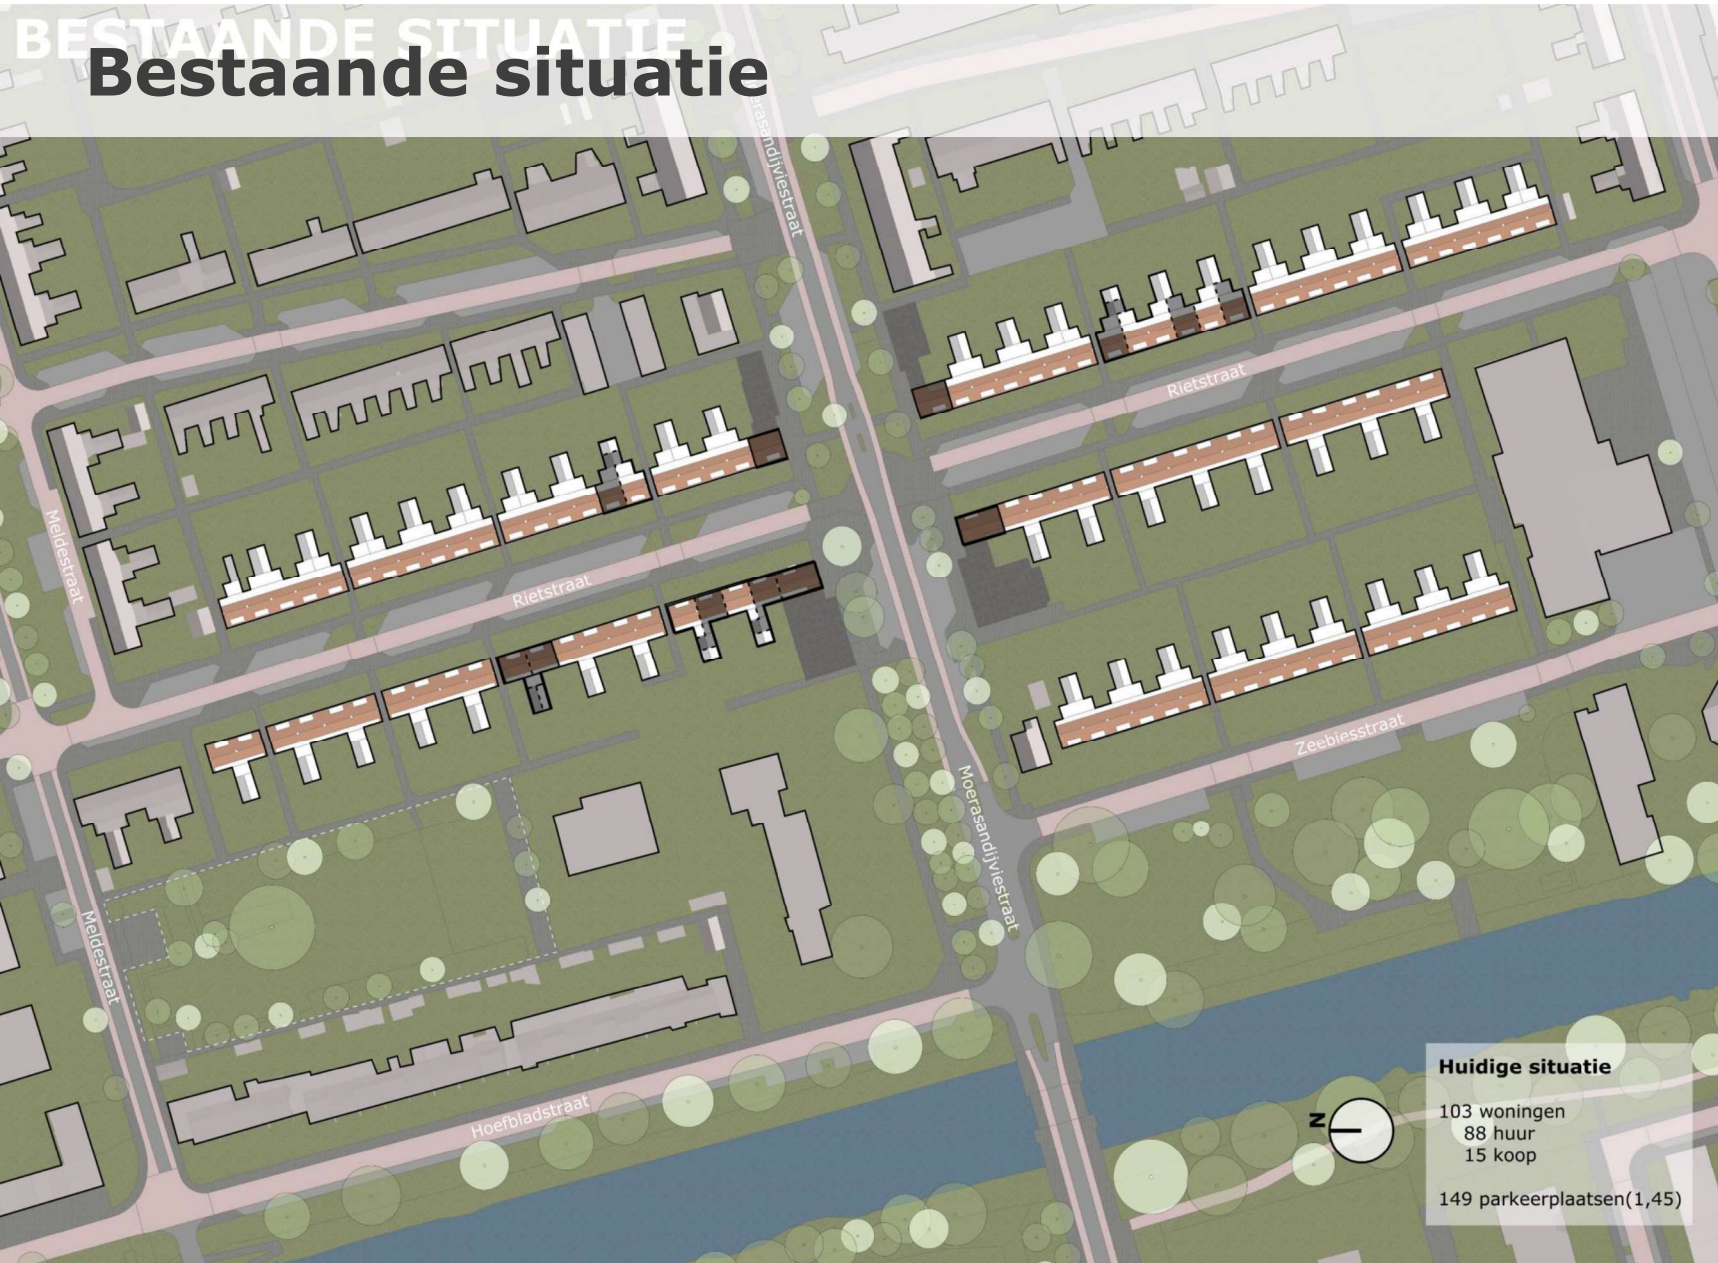 BESTAANDE SITUATIE
Bestaande situatie
Moerasandijviestraat
Rietstraat
Meldestraat
Rietstraat
Zeebiesstraat
Moerasandijviestraat
Meldestraat
Hoefbladstraat
N
Huidige situatie
103 woningen
88 huur
15 koop
149 parkeerplaatsen(1,45)